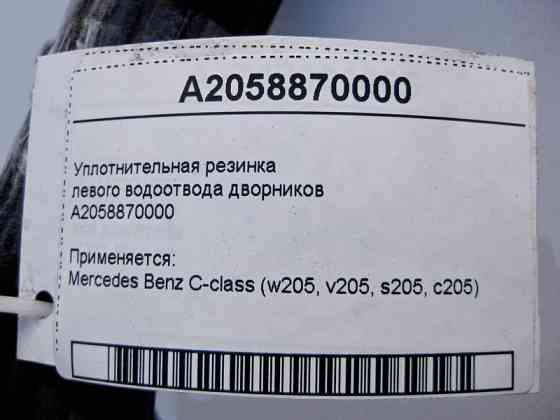 A2058870000
Уплотнительная резинка
левого водоотвода дворников
A2058870000
Применяется:
Mercedes Benz C-class (w205, v205, s205, c205)